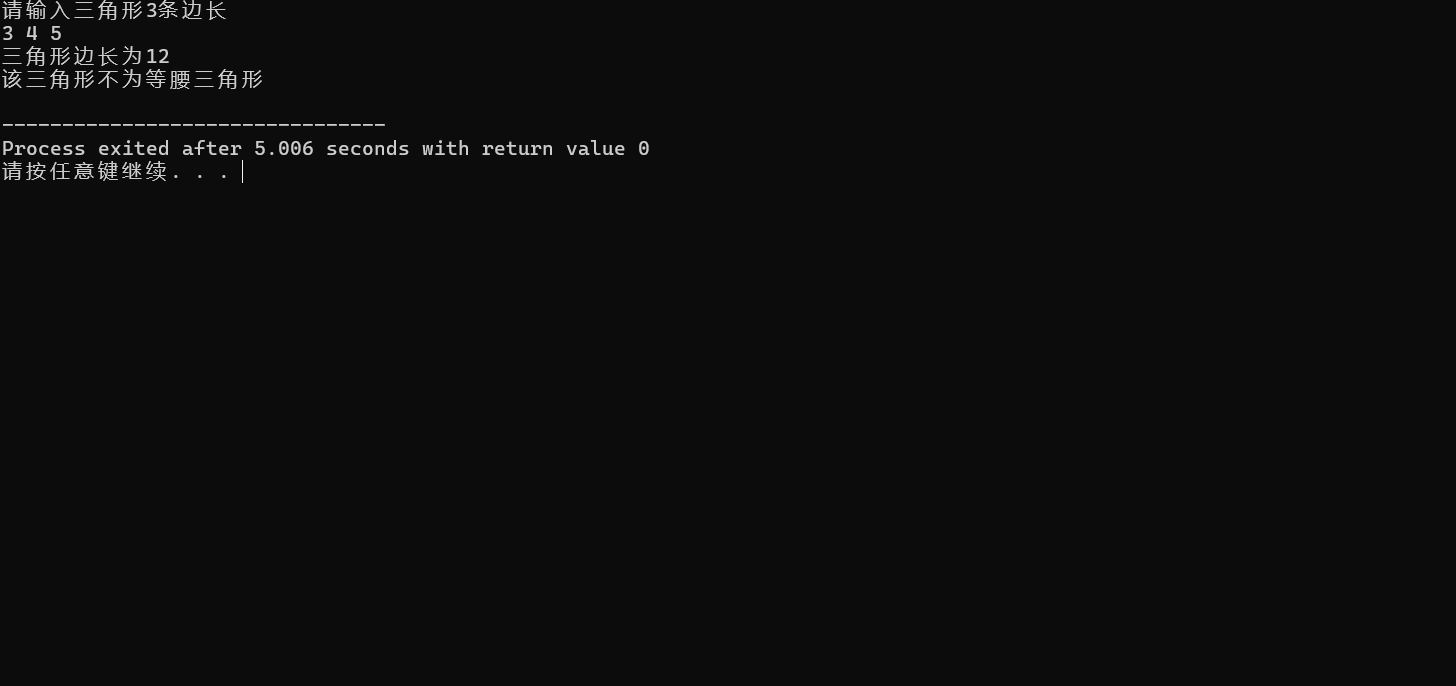 请输入三角形3条边长
3 4 5
三角形边长为12
该三角形不为等腰三角形
--------------------------------
Process exited after 5.006 seconds with return value 0
请按任意键继续. . .